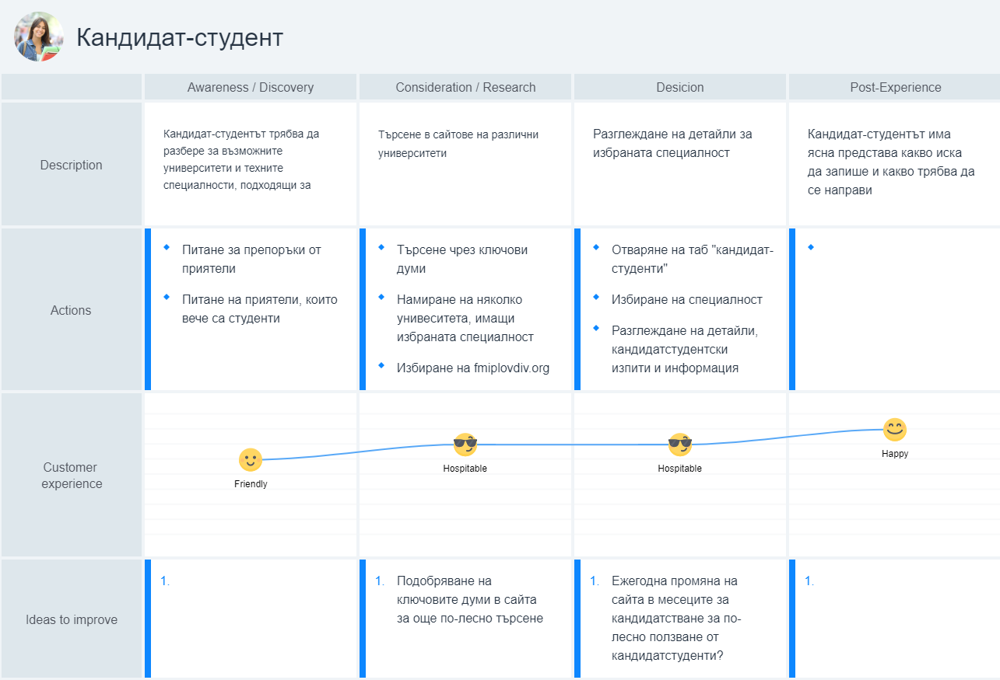 Кандидат-студент
Awareness / Discovery
Consideration / Research
Desicion
Post-Experience
Description
Кандидат-студентът трябва да
разбере за възможните
университети и техните
специалности, подходящи за
Търсене в сайтове на различни
университети
Разглеждане на детайли за
избраната специалност
Кандидат-студентът има
ясна представа какво иска
да запише и какво трябва да
се направи
Actions
Питане за препоръки от
приятели
Питане на приятели, които
вече са студенти
Търсене чрез ключови
думи
Намиране на няколко
унивеситета, имащи
избраната специалност
Избиране на fmiplovdiv.org
Отваряне на таб "кандидат-
студенти"
Избиране на специалност
Разглеждане на детайли,
кандидатстудентски
изпити и информация
Customer
experience
Friendly
Hospitable
Hospitable
Happy
Ideas to improve
1.
1. Подобряване на
ключовите думи в сайта
за още по-лесно търсене
1. Ежегодна промяна на
сайта в месеците за
кандидатстване за по-
лесно ползване от
кандидатстуденти?
1.